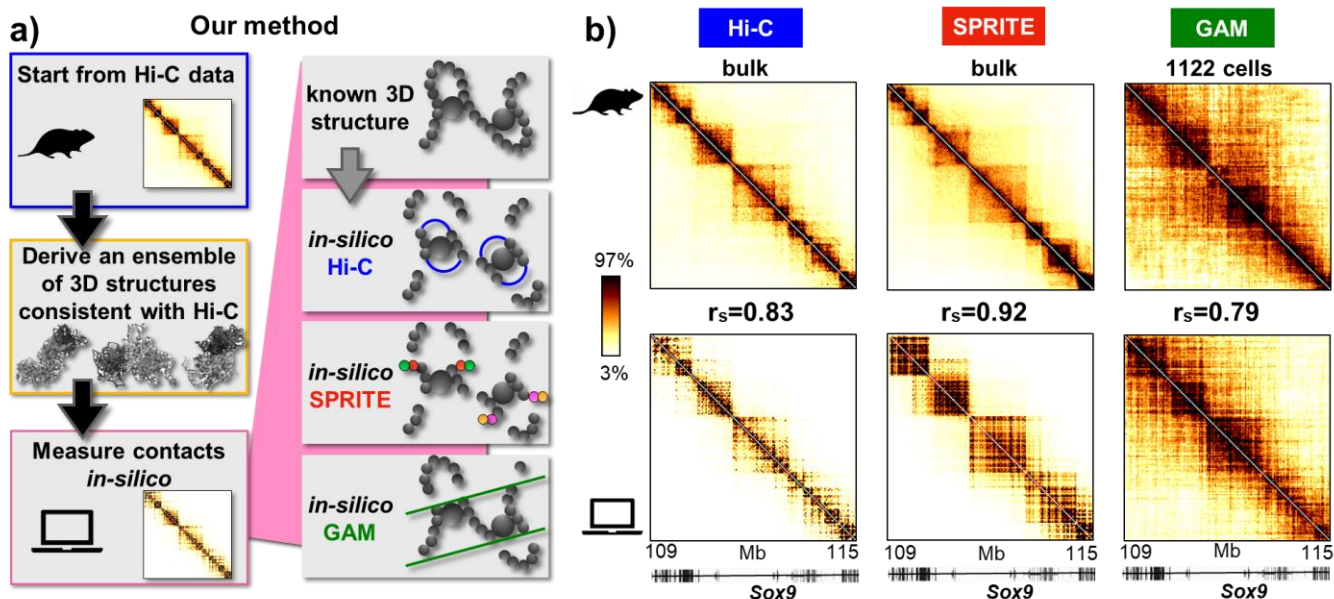 a)
Our method
Start from Hi-C data
Derive an ensemble
of 3D structures
consistent with Hi-C
Measure contacts
in-silico
known 3D
structure
in-silico
Hi-C
in-silico
SPRITE
in-silico
GAM
b)
Hi-C
SPRITE
GAM
bulk
bulk
1122 cells
97%
3%
rs=0.83
rs=0.92
rs=0.79
109 Mb 115
109 Mb 115
109 Mb 115
Sox9
Sox9
Sox9